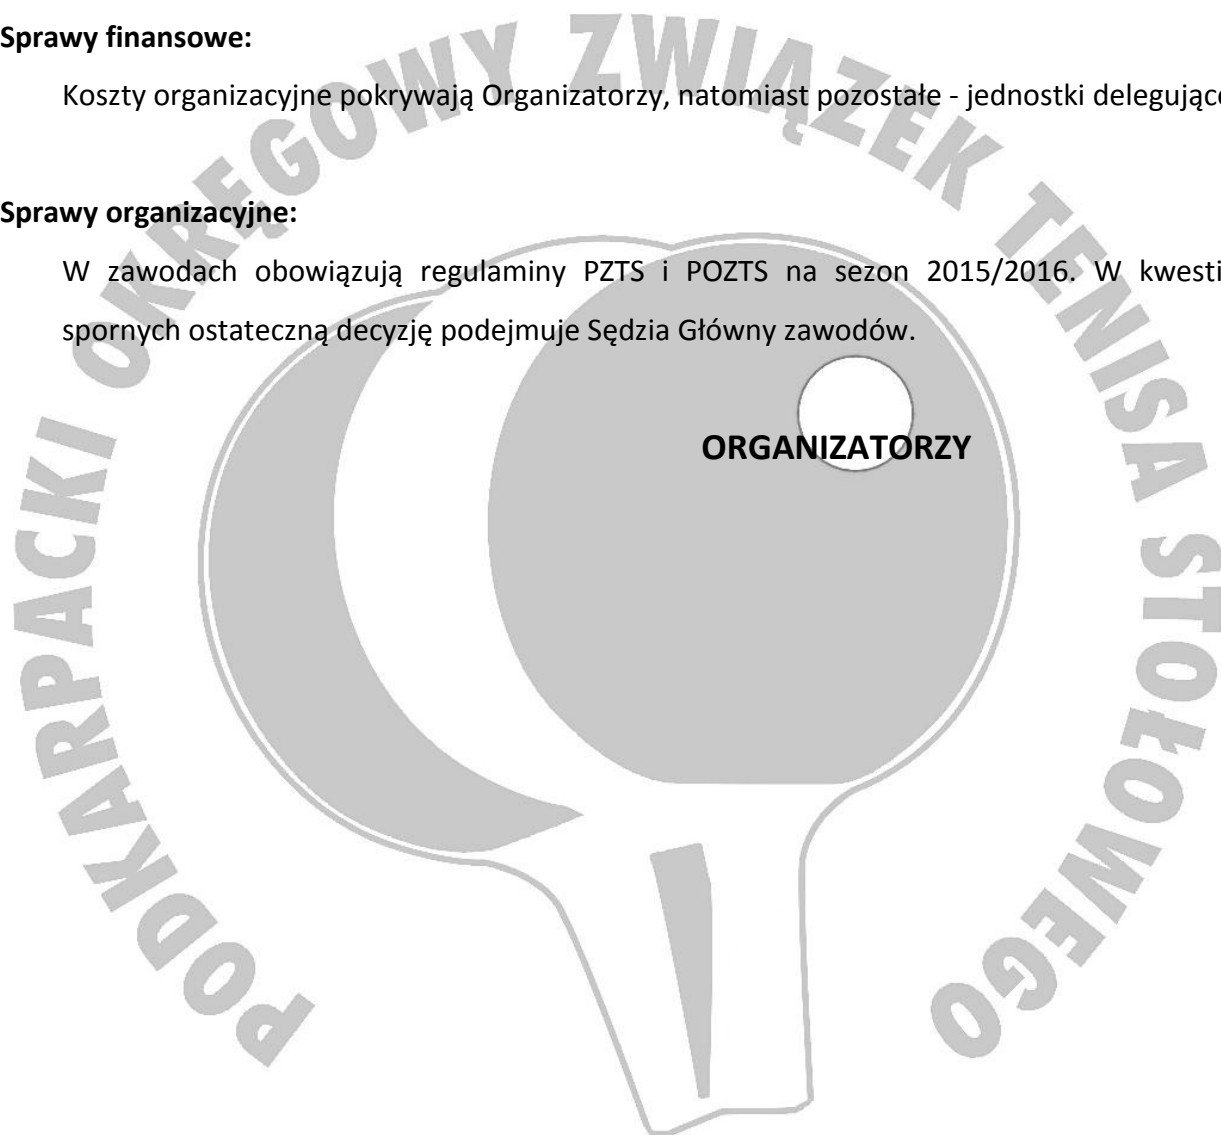 Sprawy finansowe:
Koszty organizacyjne pokrywają Organizatorzy, natomiast pozostałe - jednostki delegujące
Sprawy organizacyjne:
W zawodach obowiązują regulaminy PZTS i POZTS na sezon 2015/2016. W kwesti
spornych ostateczną decyzję podejmuje Sędzia Główny zawodów.
ORGANIZATORZY
PODKARPACKI OKRĘGOWY ZWIĄZEK TENISA STOŁOWEGO